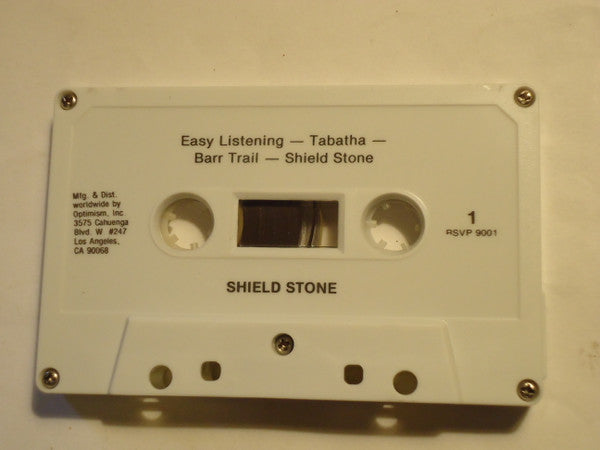 Easy Listening — Tabatha —
Barr Trail — Shield Stone
Mfg. & Dist.
worldwide by
Optimism, Inc
3575 Cahuenga
Blvd. W #247
Los Angeles,
CA 90068
1
RSVP 9001
SHIELD STONE